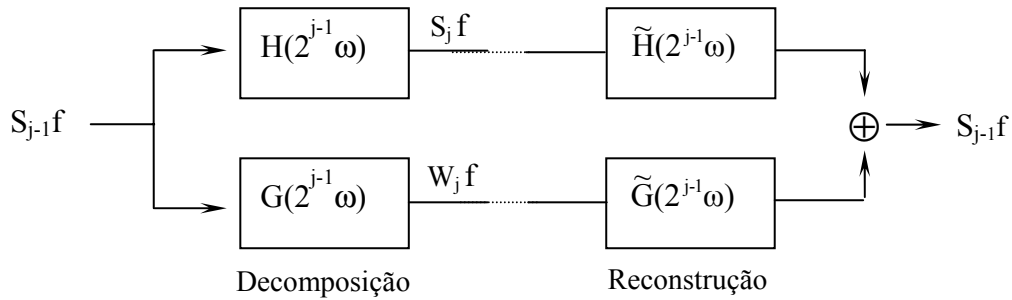 S_{j-1}f
H(2^{j-1}ω)
S_j f
H̃(2^{j-1}ω)
⊕
S_{j-1}f
G(2^{j-1}ω)
W_j f
G̃(2^{j-1}ω)
Decomposição
Reconstrução